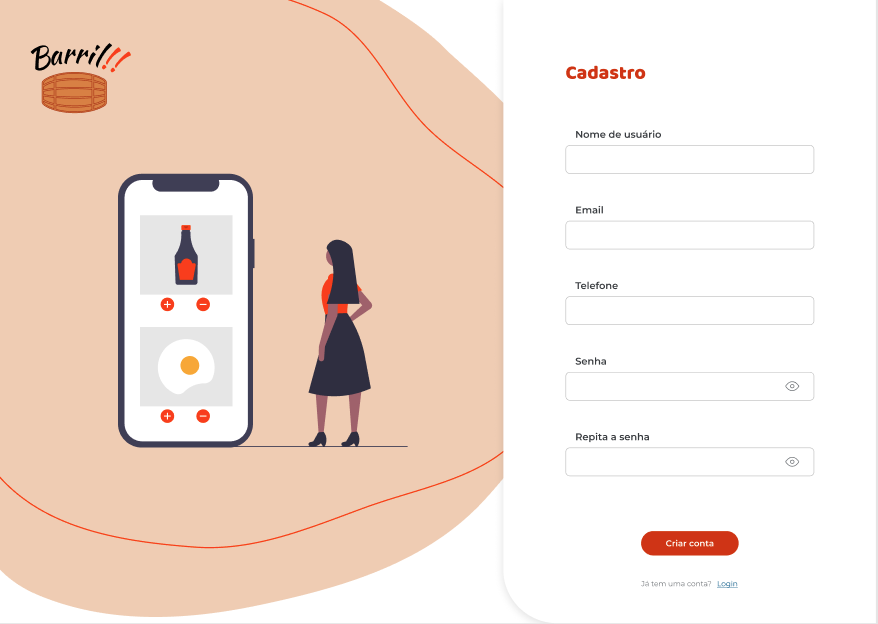 Barril!!!
Cadastro
Nome de usuário
Email
Telefone
Senha
Repita a senha
Criar conta
Já tem uma conta? Login